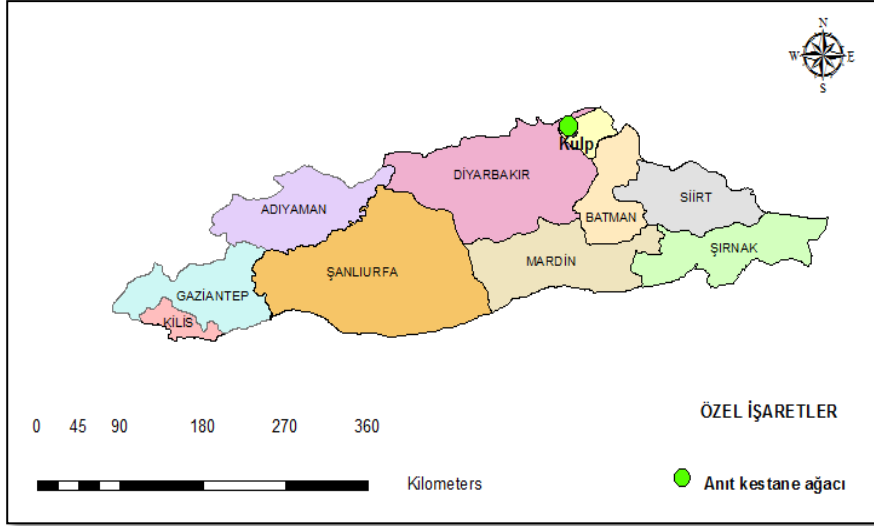 N
W E
S
Kulp
DİYARBAKIR
SİİRT
ADIYAMAN
BATMAN
ŞIRNAK
MARDİN
ŞANLIURFA
GAZİANTEP
KİLİS
ÖZEL İŞARETLER
0 45 90 180 270 360
Kilometers
Anıt kestane ağacı